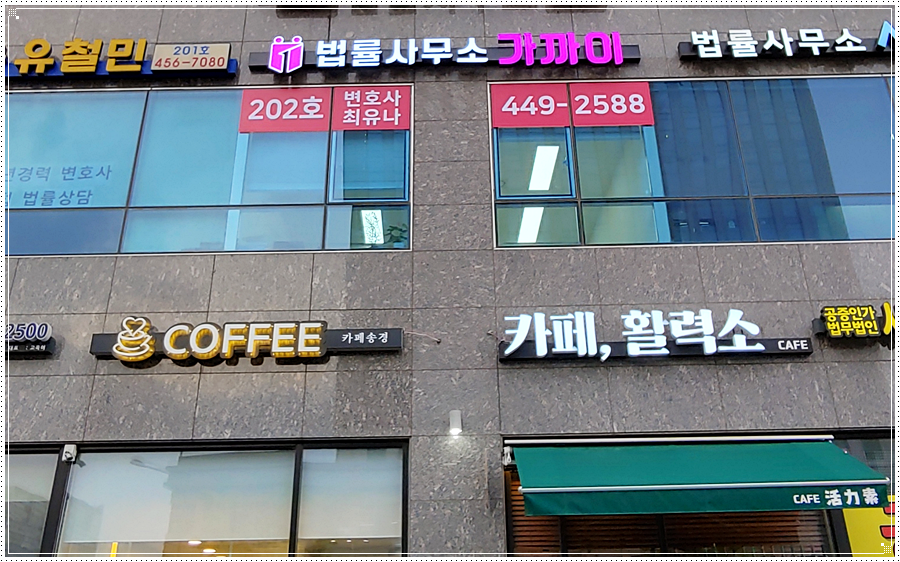 유철민
201호
456-7080
법률사무소 가까이
법률사무소
202호
변호사
최유나
449-2588
변호사
법률상담
2500
COFFEE
카페송경
카페, 활력소
CAFE
공증인가
법무법인
CAFE 活力素